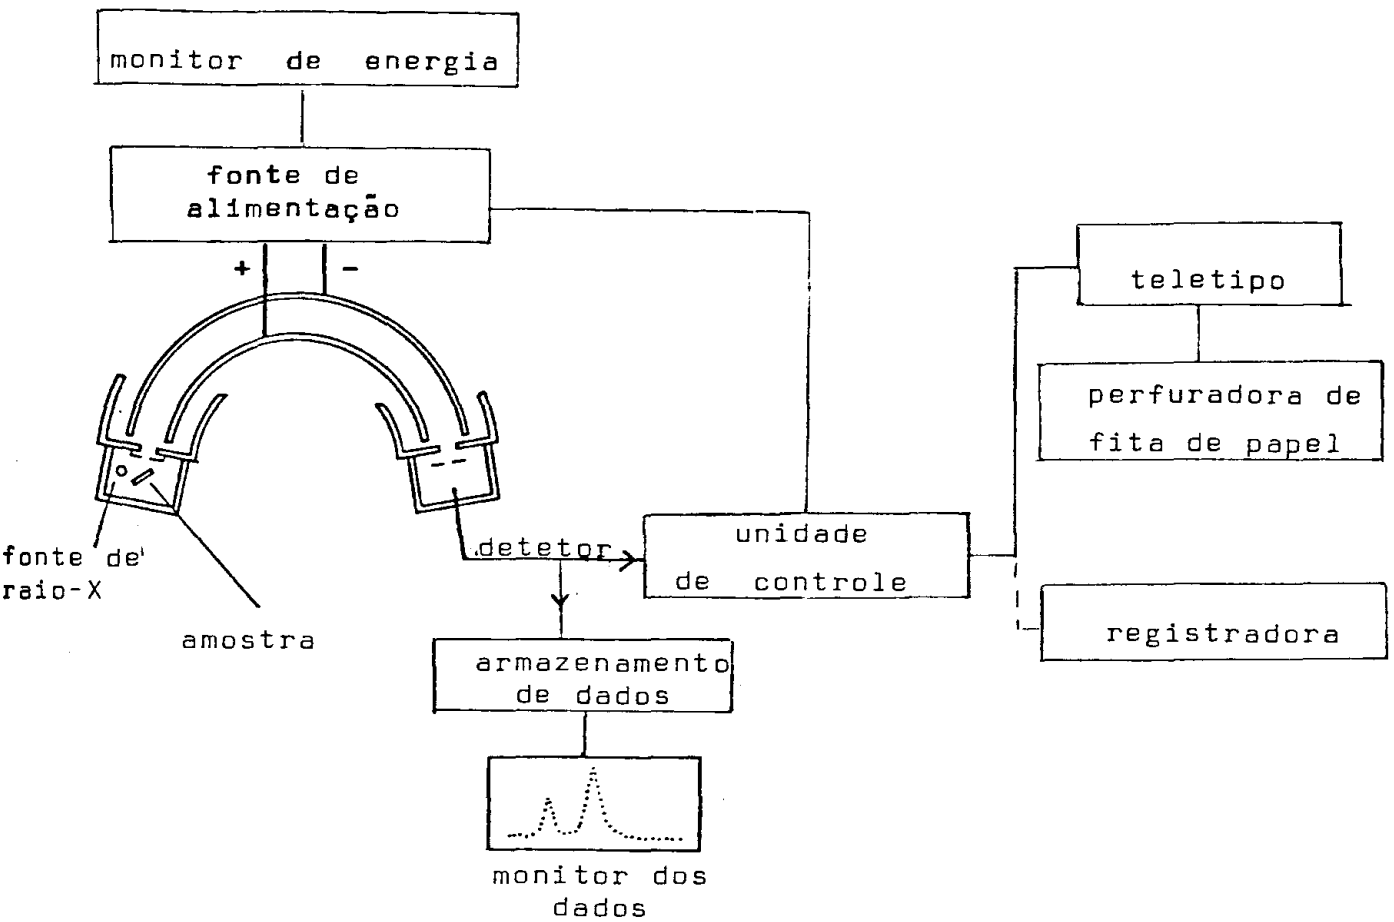 monitor de energia
fonte de
alimentação
+ -
teletipo
perfuradora de
fita de papel
fonte de
raio-X
amostra
detetor
unidade
de controle
registradora
armazenamento
de dados
monitor dos
dados